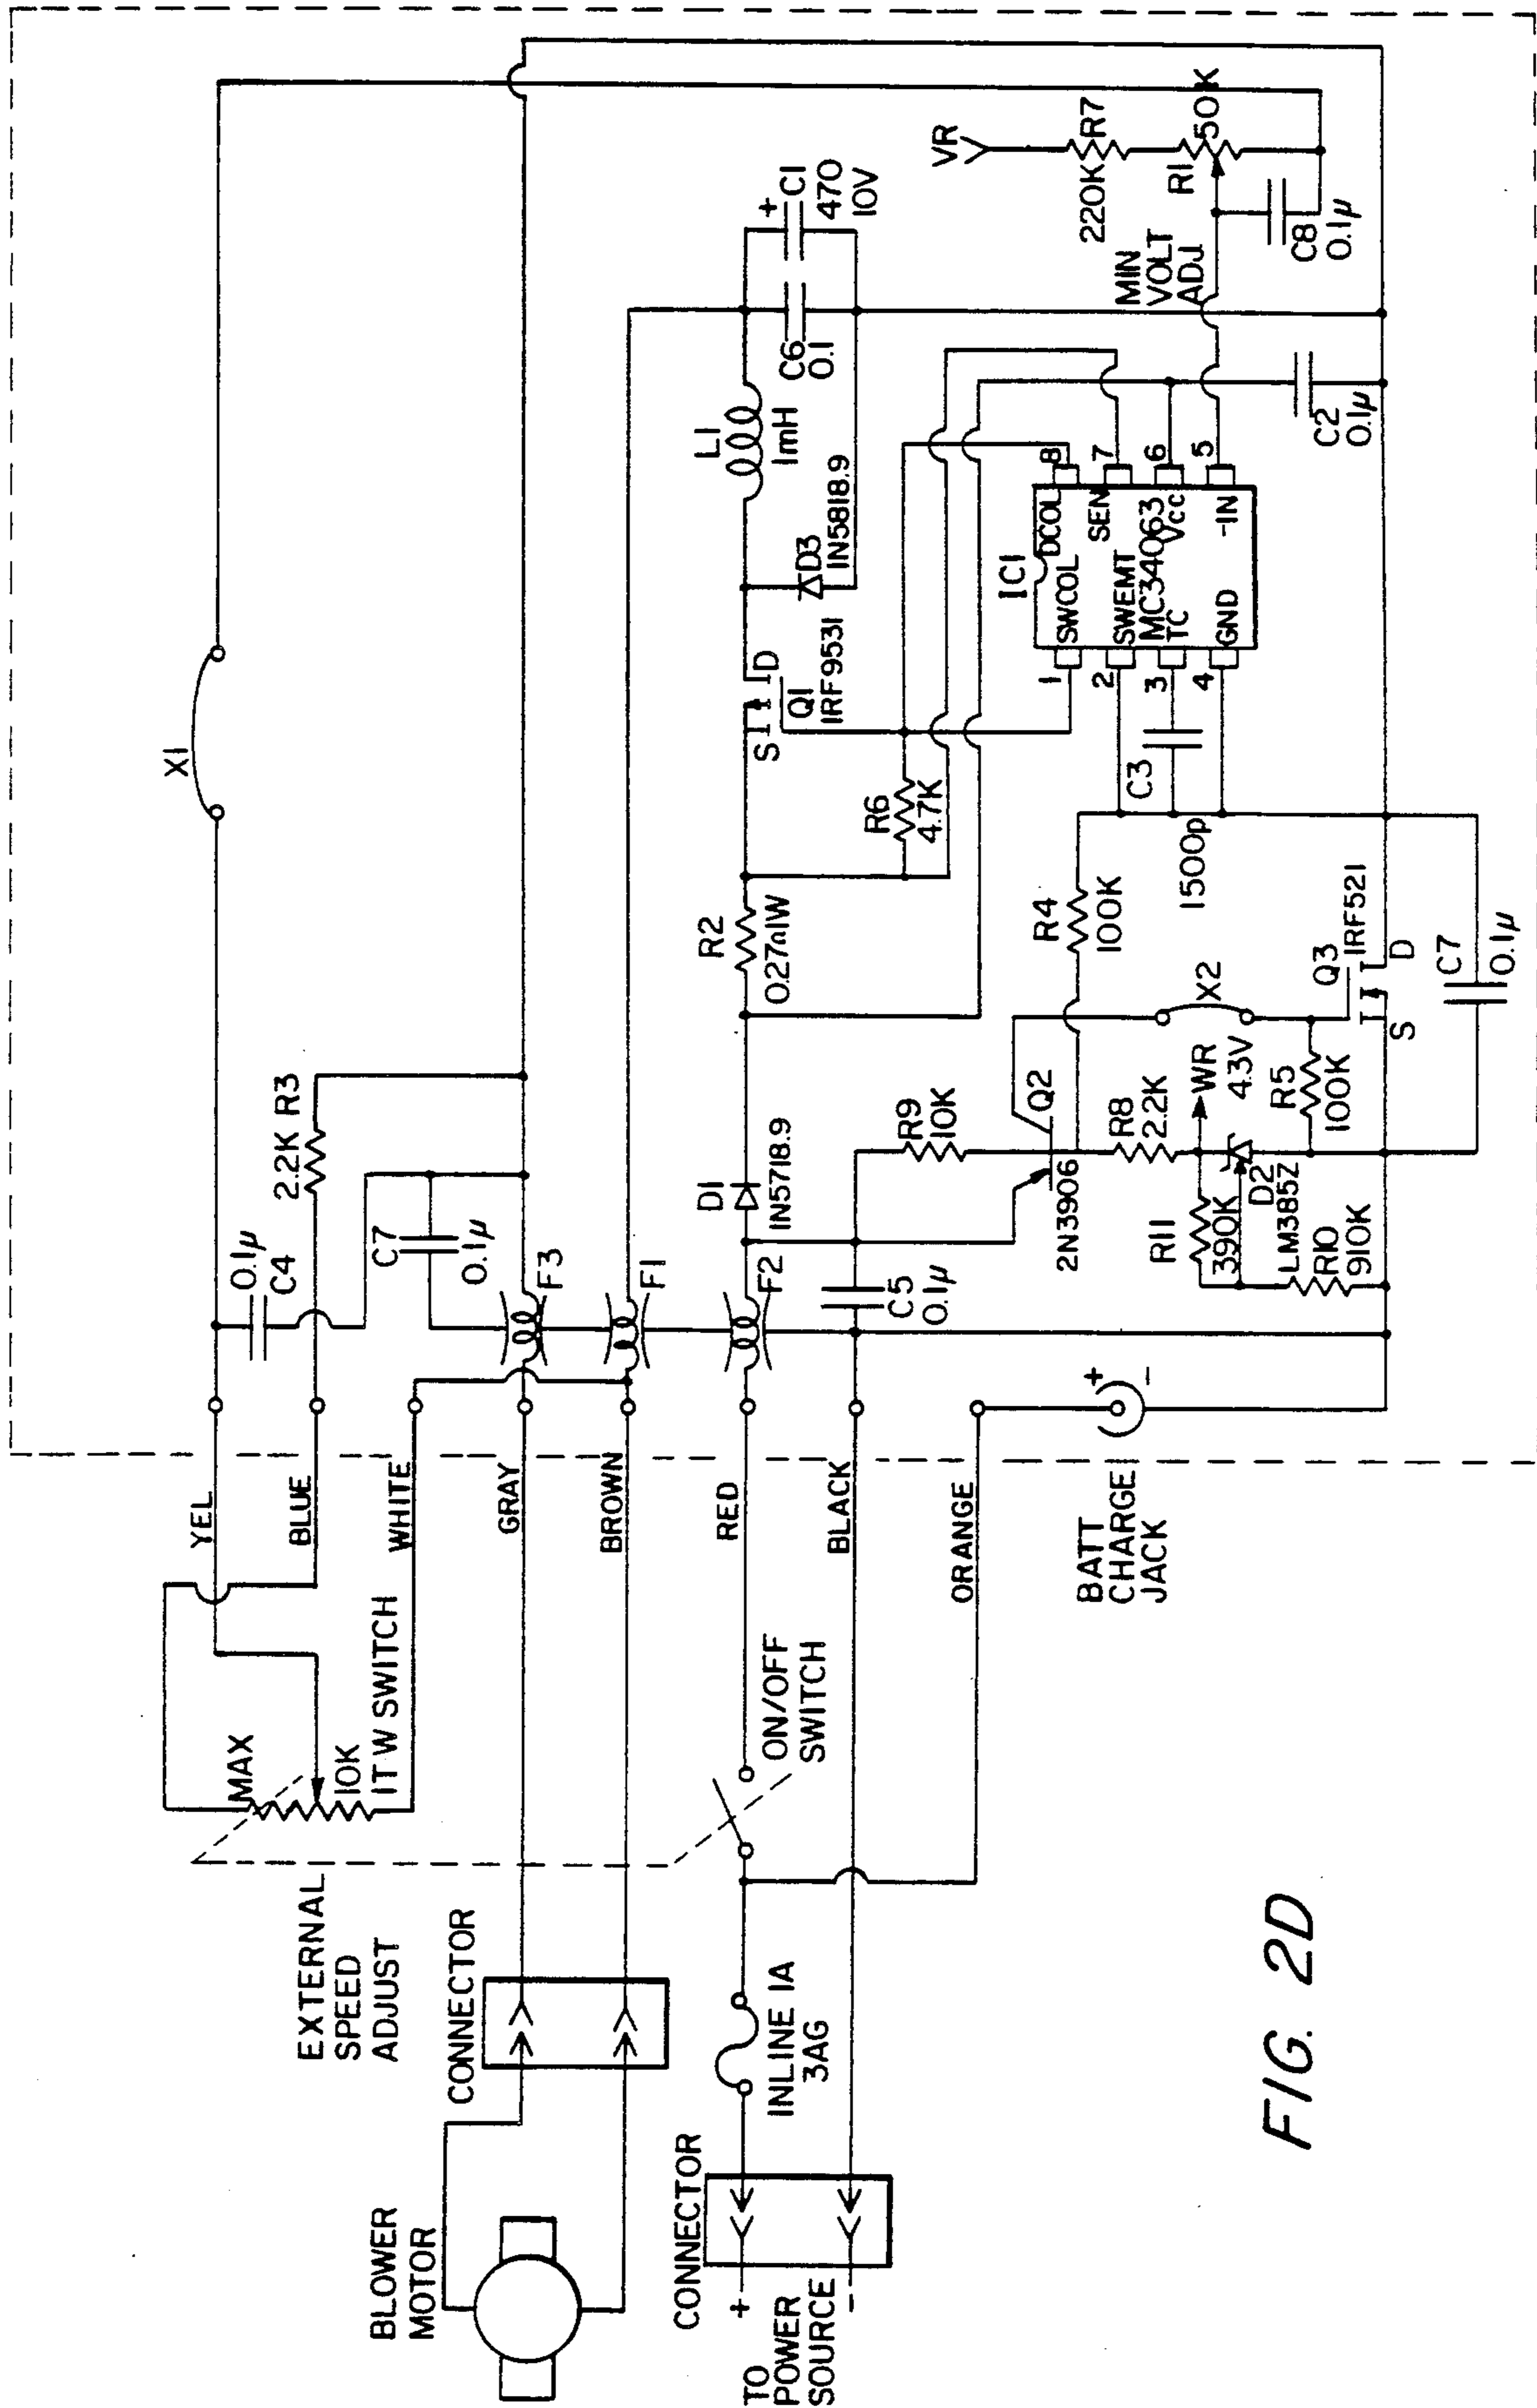 X1
YEL
0.1µ
C4
BLUE
2.2K R3
WHITE
C7
0.1µ
GRAY
F3
BROWN
F1
MAX
10K
1TW SWITCH
EXTERNAL
SPEED
ADJUST
CONNECTOR
BLOWER
MOTOR
CONNECTOR
+
TO
POWER
SOURCE
-
INLINE 1A
3AG
ON/OFF
SWITCH
RED
F2
BLACK
ORANGE
BATT
CHARGE
JACK
+
-
D1
1N5718.9
R2
0.27Ω1W
S
D
Q1
IRF9531
L1
1mH
D3
1N5818.9
C6
0.1
+
C1
470
10V
C5
0.1µ
R9
10K
R6
4.7K
Q2
2N3906
R4
100K
R8
2.2K
WR
4.3V
X2
R11
390K
D2
LM385Z
R10
910K
R5
100K
Q3
IRF521
S
D
C7
0.1µ
C3
1500p
IC1
1
SWCOL
DCOL
8
2
SWEMT
SEN
7
MC34063
3
TC
Vcc
6
4
GND
-IN
5
VR
220K
R7
R1
50K
MIN
VOLT
ADJ
C8
0.1µ
C2
0.1µ
FIG. 2D